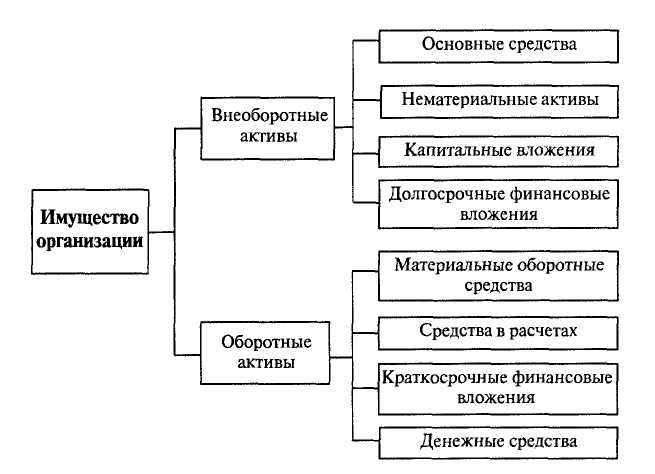 Имущество
организации
Внеоборотные
активы
Основные средства
Нематериальные активы
Капитальные вложения
Долгосрочные финансовые
вложения
Оборотные
активы
Материальные оборотные
средства
Средства в расчетах
Краткосрочные финансовые
вложения
Денежные средства